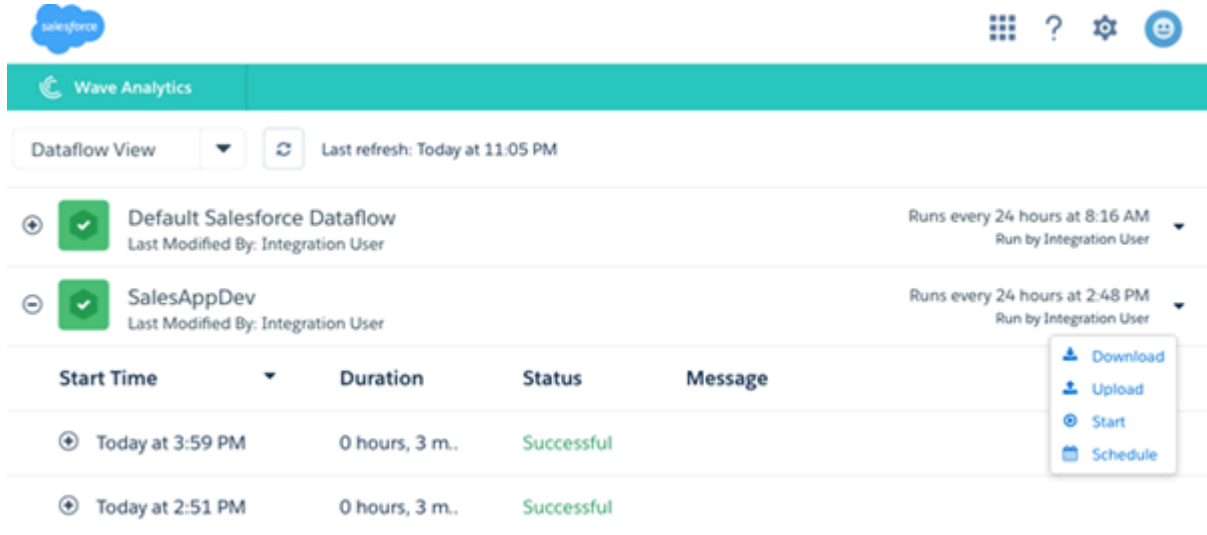 salesforce
?
Wave Analytics
Dataflow View
Last refresh: Today at 11:05 PM
Default Salesforce Dataflow
Runs every 24 hours at 8:16 AM
Last Modified By: Integration User
Run by Integration User
SalesAppDev
Runs every 24 hours at 2:48 PM
Last Modified By: Integration User
Run by Integration User
Start Time Duration Status Message
Download
Upload
Start
Schedule
Today at 3:59 PM 0 hours, 3 m.. Successful
Today at 2:51 PM 0 hours, 3 m.. Successful